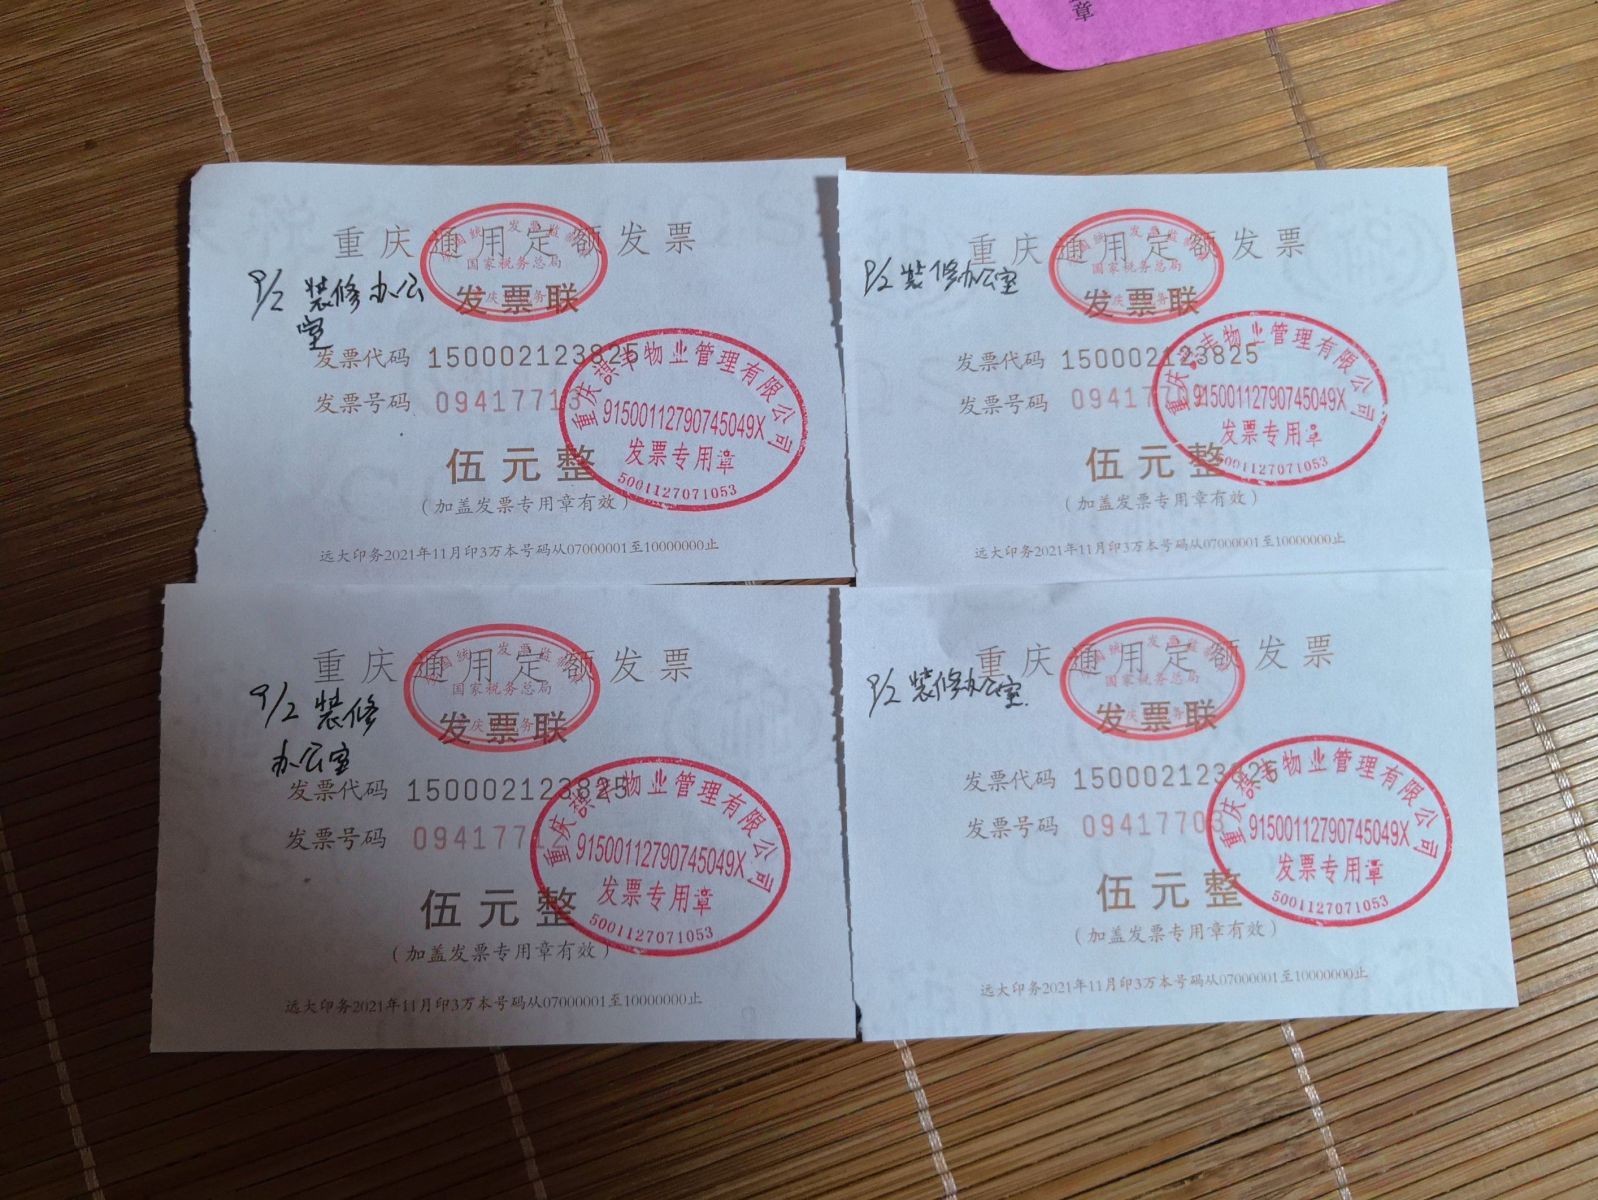 章
重庆通用定额发票
国家税务总局
发票联
9/2 装修办公
室
发票代码 150002123825
发票号码 0941771
伍元整
(加盖发票专用章有效)
远大印务2021年11月印3万本号码从07000001至10000000止
物业管理有限公司
91500112790745049X
发票专用章
5001127071053
重庆通用定额发票
国家税务总局
发票联
9/2 装修办公室
发票代码 150002123825
发票号码 094177
伍元整
(加盖发票专用章有效)
远大印务2021年11月印3万本号码从07000001至10000000止
物业管理有限公司
91500112790745049X
发票专用章
5001127071053
重庆通用定额发票
国家税务总局
发票联
9/2 装修
办公室
发票代码 150002123825
发票号码 0941771
伍元整
(加盖发票专用章有效)
远大印务2021年11月印3万本号码从07000001至10000000止
物业管理有限公司
91500112790745049X
发票专用章
5001127071053
重庆通用定额发票
国家税务总局
发票联
9/2 装修办公室
发票代码 150002123825
发票号码 0941770
伍元整
(加盖发票专用章有效)
远大印务2021年11月印3万本号码从07000001至10000000止
物业管理有限公司
91500112790745049X
发票专用章
5001127071053